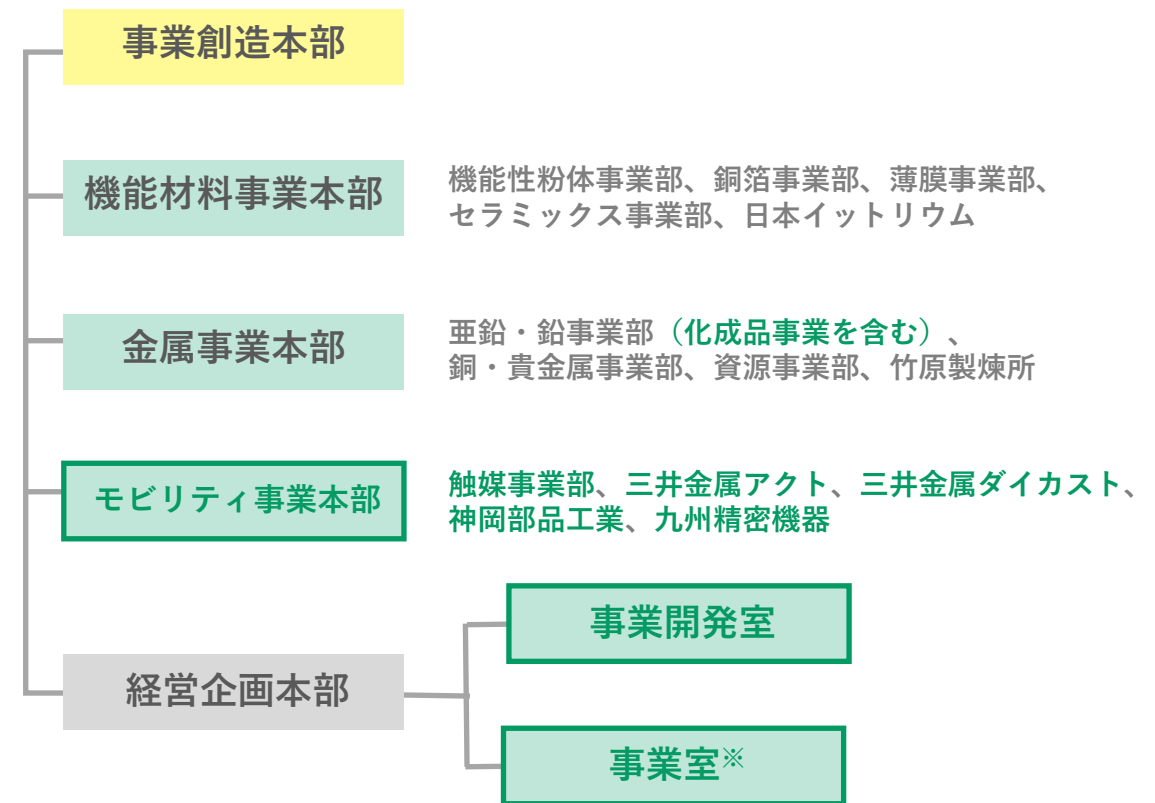 事業創造本部
機能材料事業本部
機能性粉体事業部、銅箔事業部、薄膜事業部、
セラミックス事業部、日本イットリウム
金属事業本部
亜鉛・鉛事業部（化成品事業を含む）、
銅・貴金属事業部、資源事業部、竹原製煉所
モビリティ事業本部
触媒事業部、三井金属アクト、三井金属ダイカスト、
神岡部品工業、九州精密機器
経営企画本部
事業開発室
事業室※